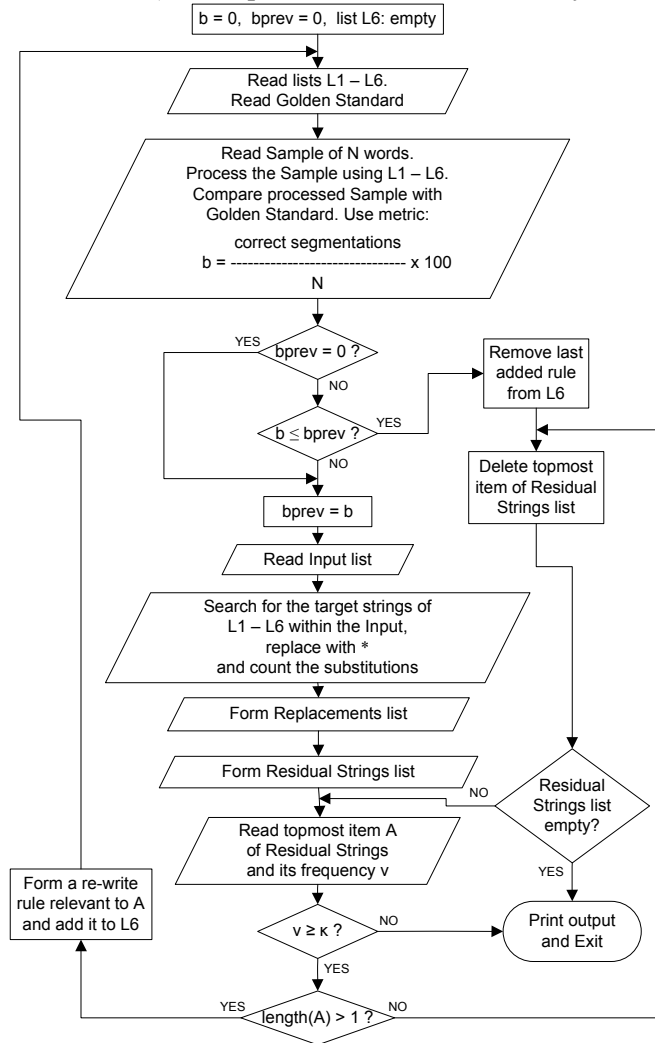 b = 0, bprev = 0, list L6: empty
Read lists L1 – L6.
Read Golden Standard
Read Sample of N words.
Process the Sample using L1 – L6.
Compare processed Sample with
Golden Standard. Use metric:
correct segmentations
b = -------------------------------- x 100
N
bprev = 0 ?
YES
NO
b ≤ bprev ?
YES
NO
Remove last
added rule
from L6
Delete topmost
item of Residual
Strings list
bprev = b
Read Input list
Search for the target strings of
L1 – L6 within the Input,
replace with *
and count the substitutions
Form Replacements list
Form Residual Strings list
Residual
Strings list
empty?
NO
YES
Read topmost item A
of Residual Strings
and its frequency v
Form a re-write
rule relevant to A
and add it to L6
v ≥ κ ?
NO
YES
Print output
and Exit
length(A) > 1 ?
YES
NO